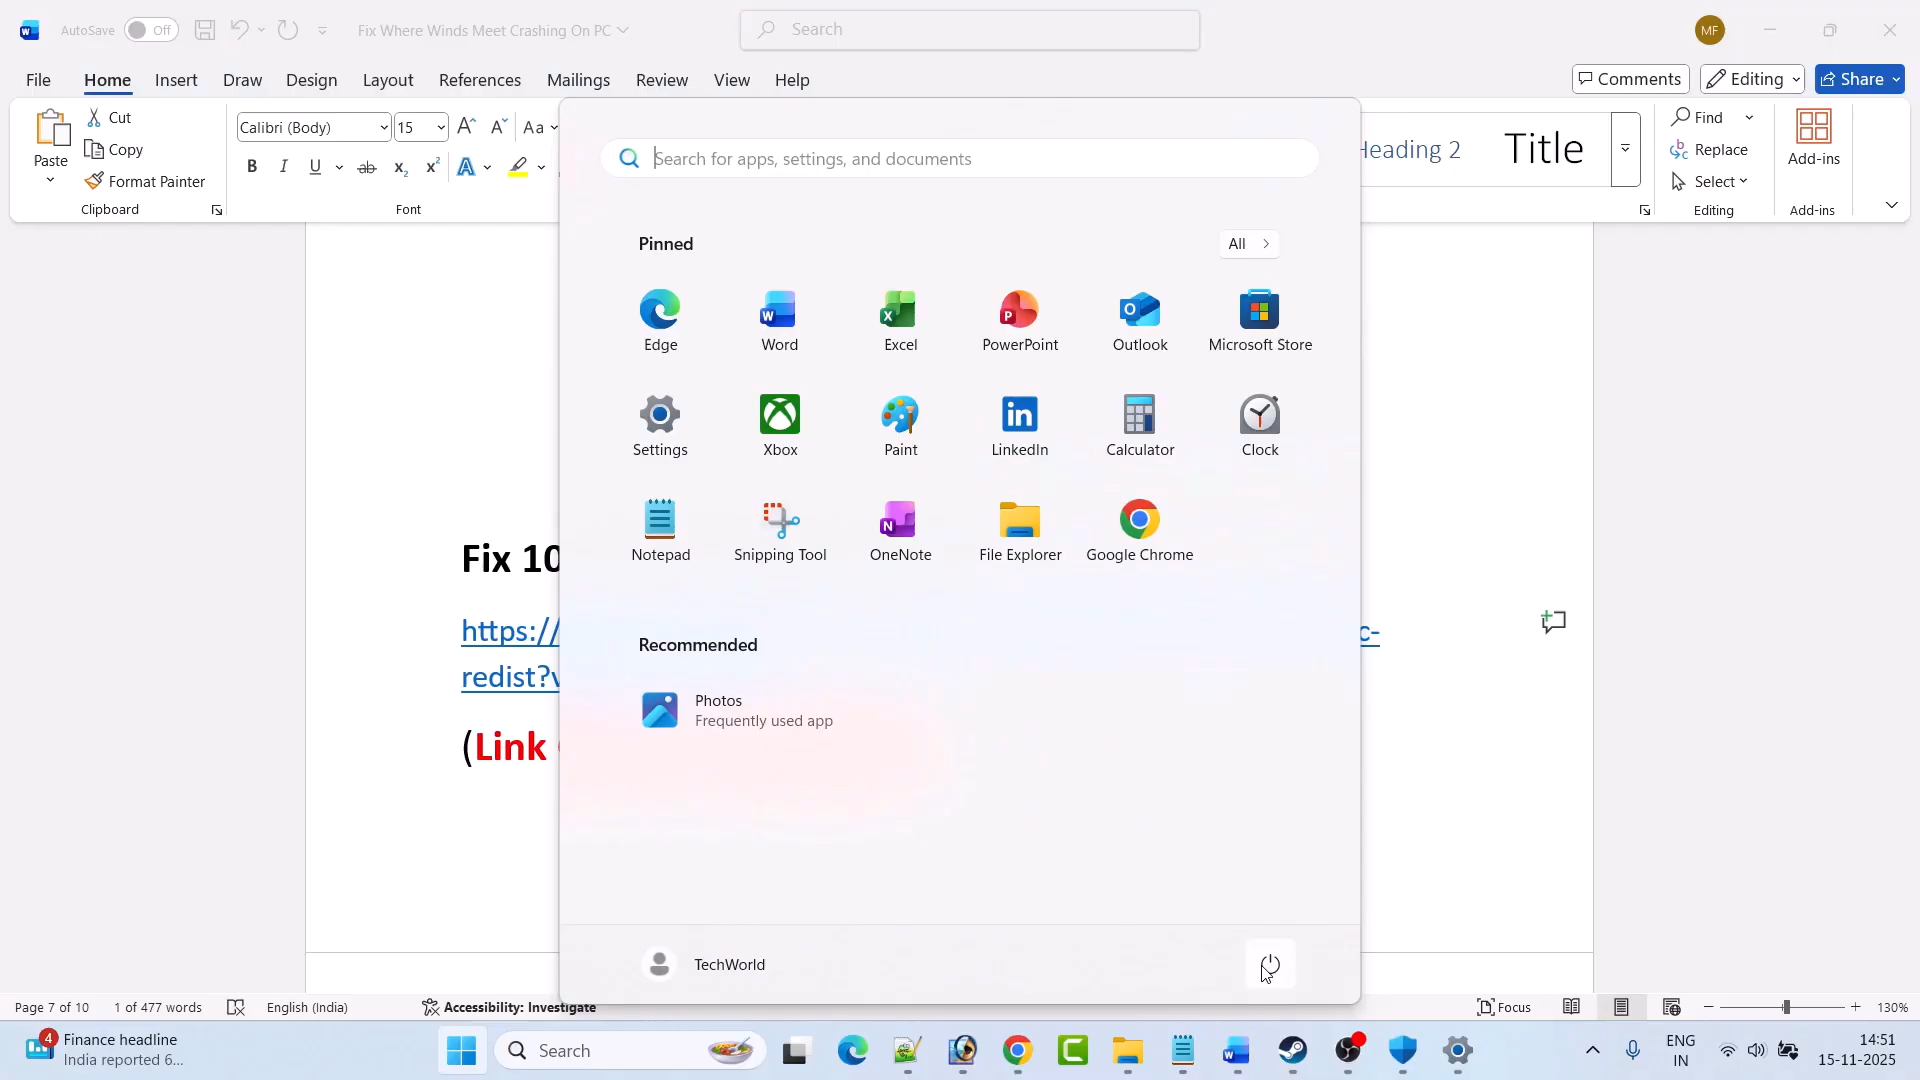 AutoSave Off Fix Where Winds Meet Crashing On PC Search MF
File Home Insert Draw Design Layout References Mailings Review View Help Comments Editing Share
Paste Cut Copy Format Painter Clipboard
Calibri (Body) 15 Aa
B I U ab x₂ x² A
Font
Heading 2 Title
Find Replace Select Editing
Add-ins
Add-ins
Search for apps, settings, and documents
Pinned All
Edge Word Excel PowerPoint Outlook Microsoft Store
Settings Xbox Paint LinkedIn Calculator Clock
Notepad Snipping Tool OneNote File Explorer Google Chrome
Recommended
Photos
Frequently used app
TechWorld
Fix 10
https:// c-
redist?v
(Link
Page 7 of 10 1 of 477 words English (India) Accessibility: Investigate Focus 130%
4 Finance headline
India reported 6...
Search
ENG
IN
14:51
15-11-2025